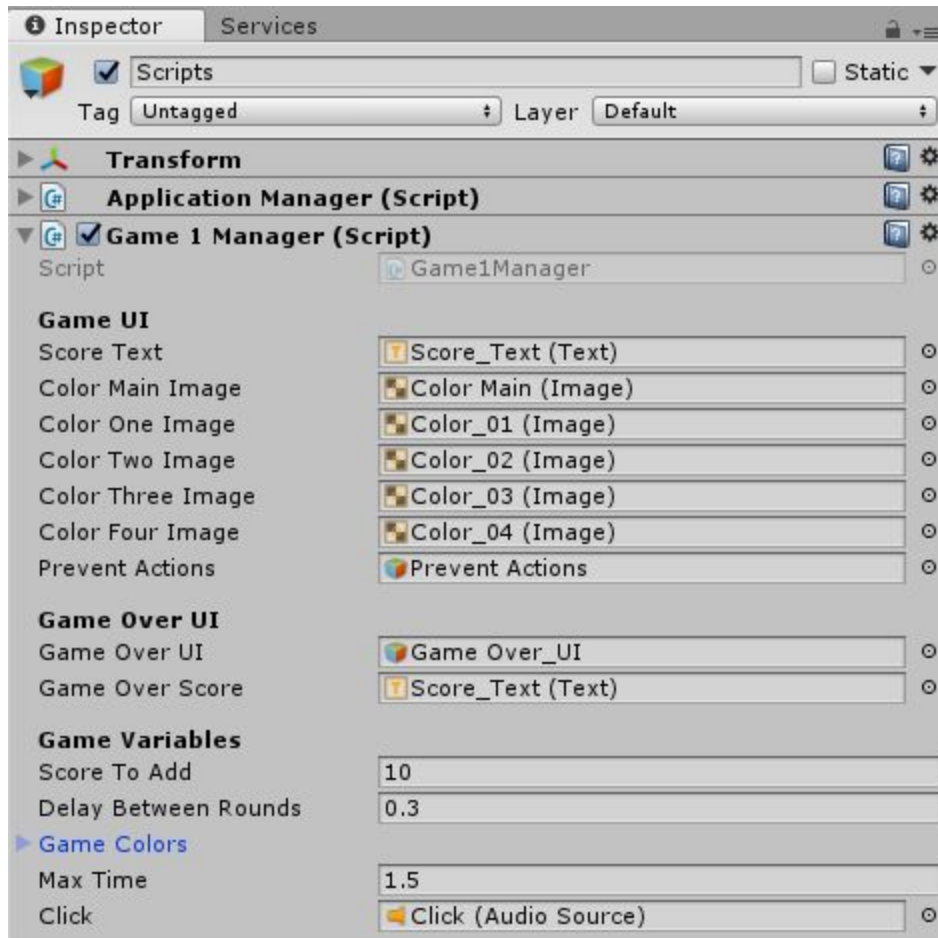 Inspector Services
Scripts Static
Tag Untagged Layer Default
Transform
Application Manager (Script)
Game 1 Manager (Script)
Script Game1Manager
Game UI
Score Text Score_Text (Text)
Color Main Image Color Main (Image)
Color One Image Color_01 (Image)
Color Two Image Color_02 (Image)
Color Three Image Color_03 (Image)
Color Four Image Color_04 (Image)
Prevent Actions Prevent Actions
Game Over UI
Game Over UI Game Over_UI
Game Over Score Score_Text (Text)
Game Variables
Score To Add 10
Delay Between Rounds 0.3
Game Colors
Max Time 1.5
Click Click (Audio Source)